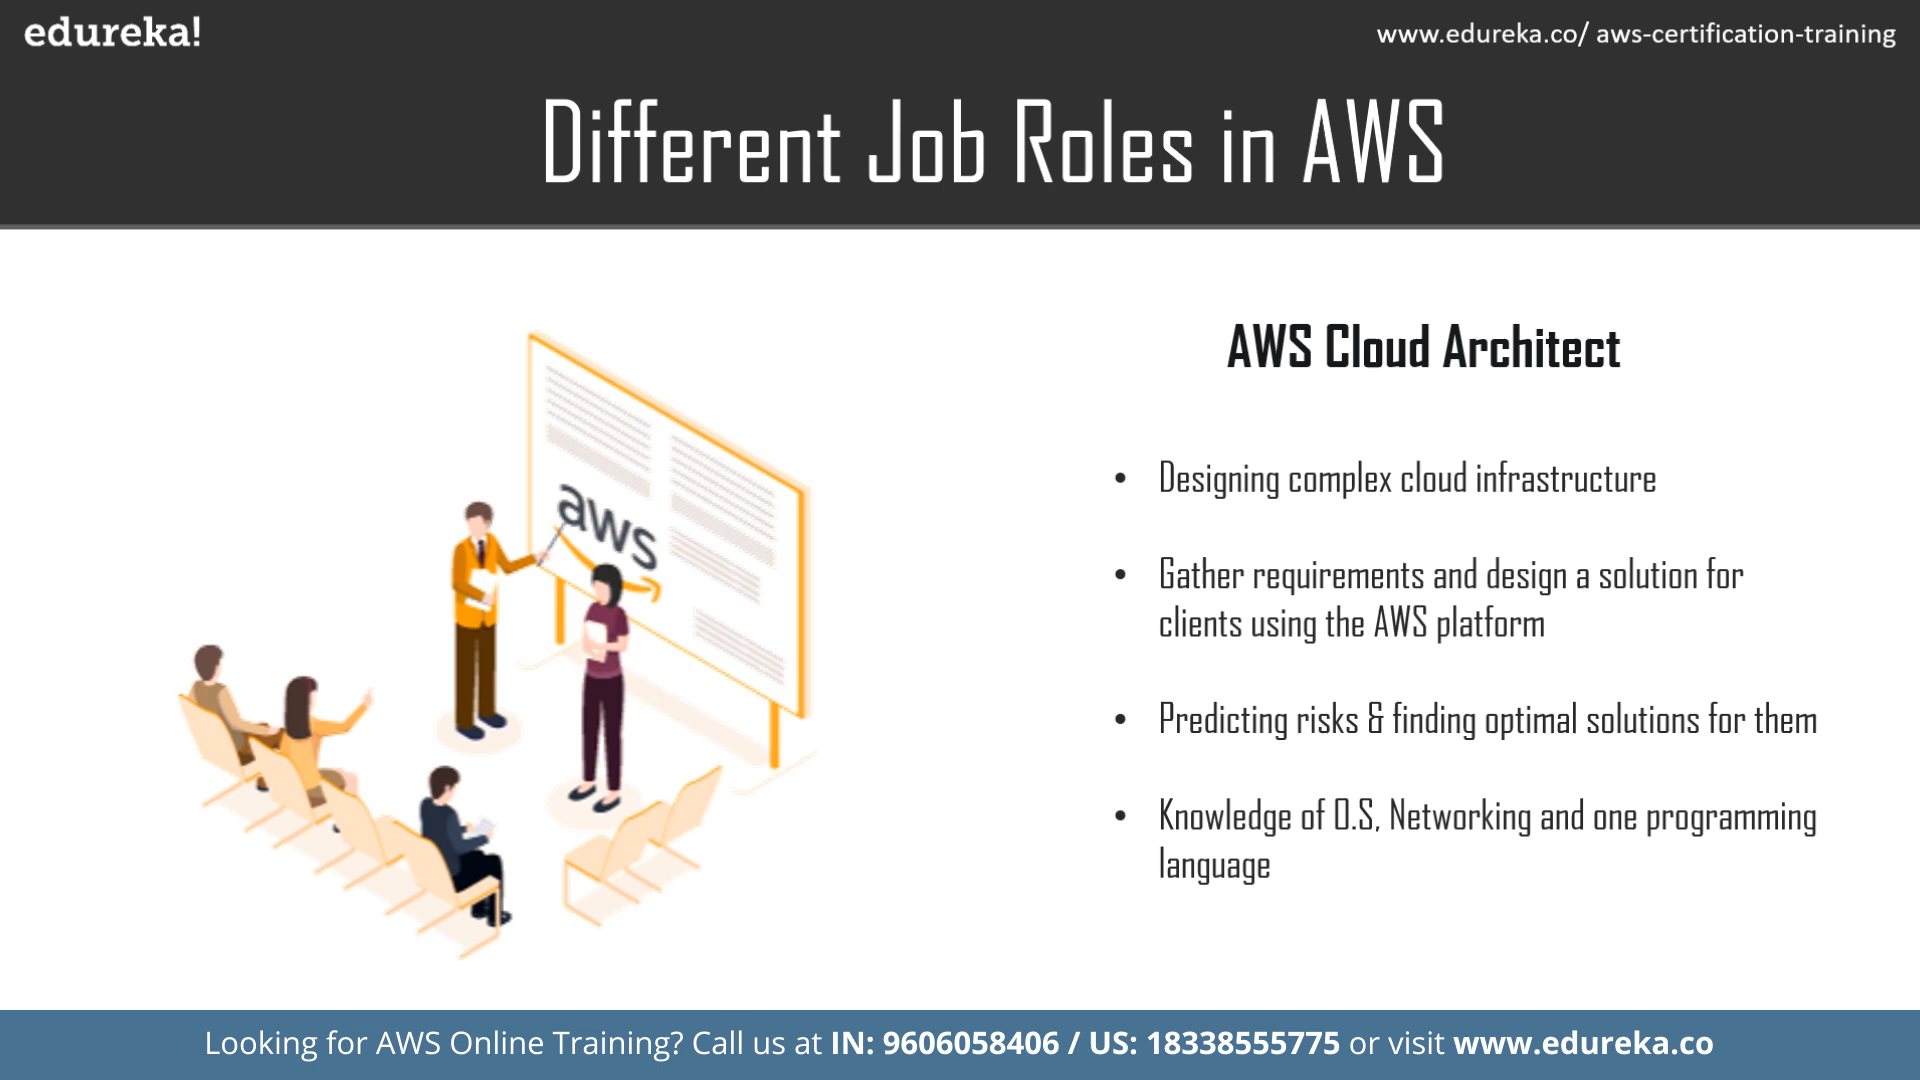 edureka!
www.edureka.co/ aws-certification-training
Different Job Roles in AWS
aws
AWS Cloud Architect
• Designing complex cloud infrastructure
• Gather requirements and design a solution for
clients using the AWS platform
• Predicting risks & finding optimal solutions for them
• Knowledge of O.S, Networking and one programming
language
Looking for AWS Online Training? Call us at IN: 9606058406 / US: 18338555775 or visit www.edureka.co